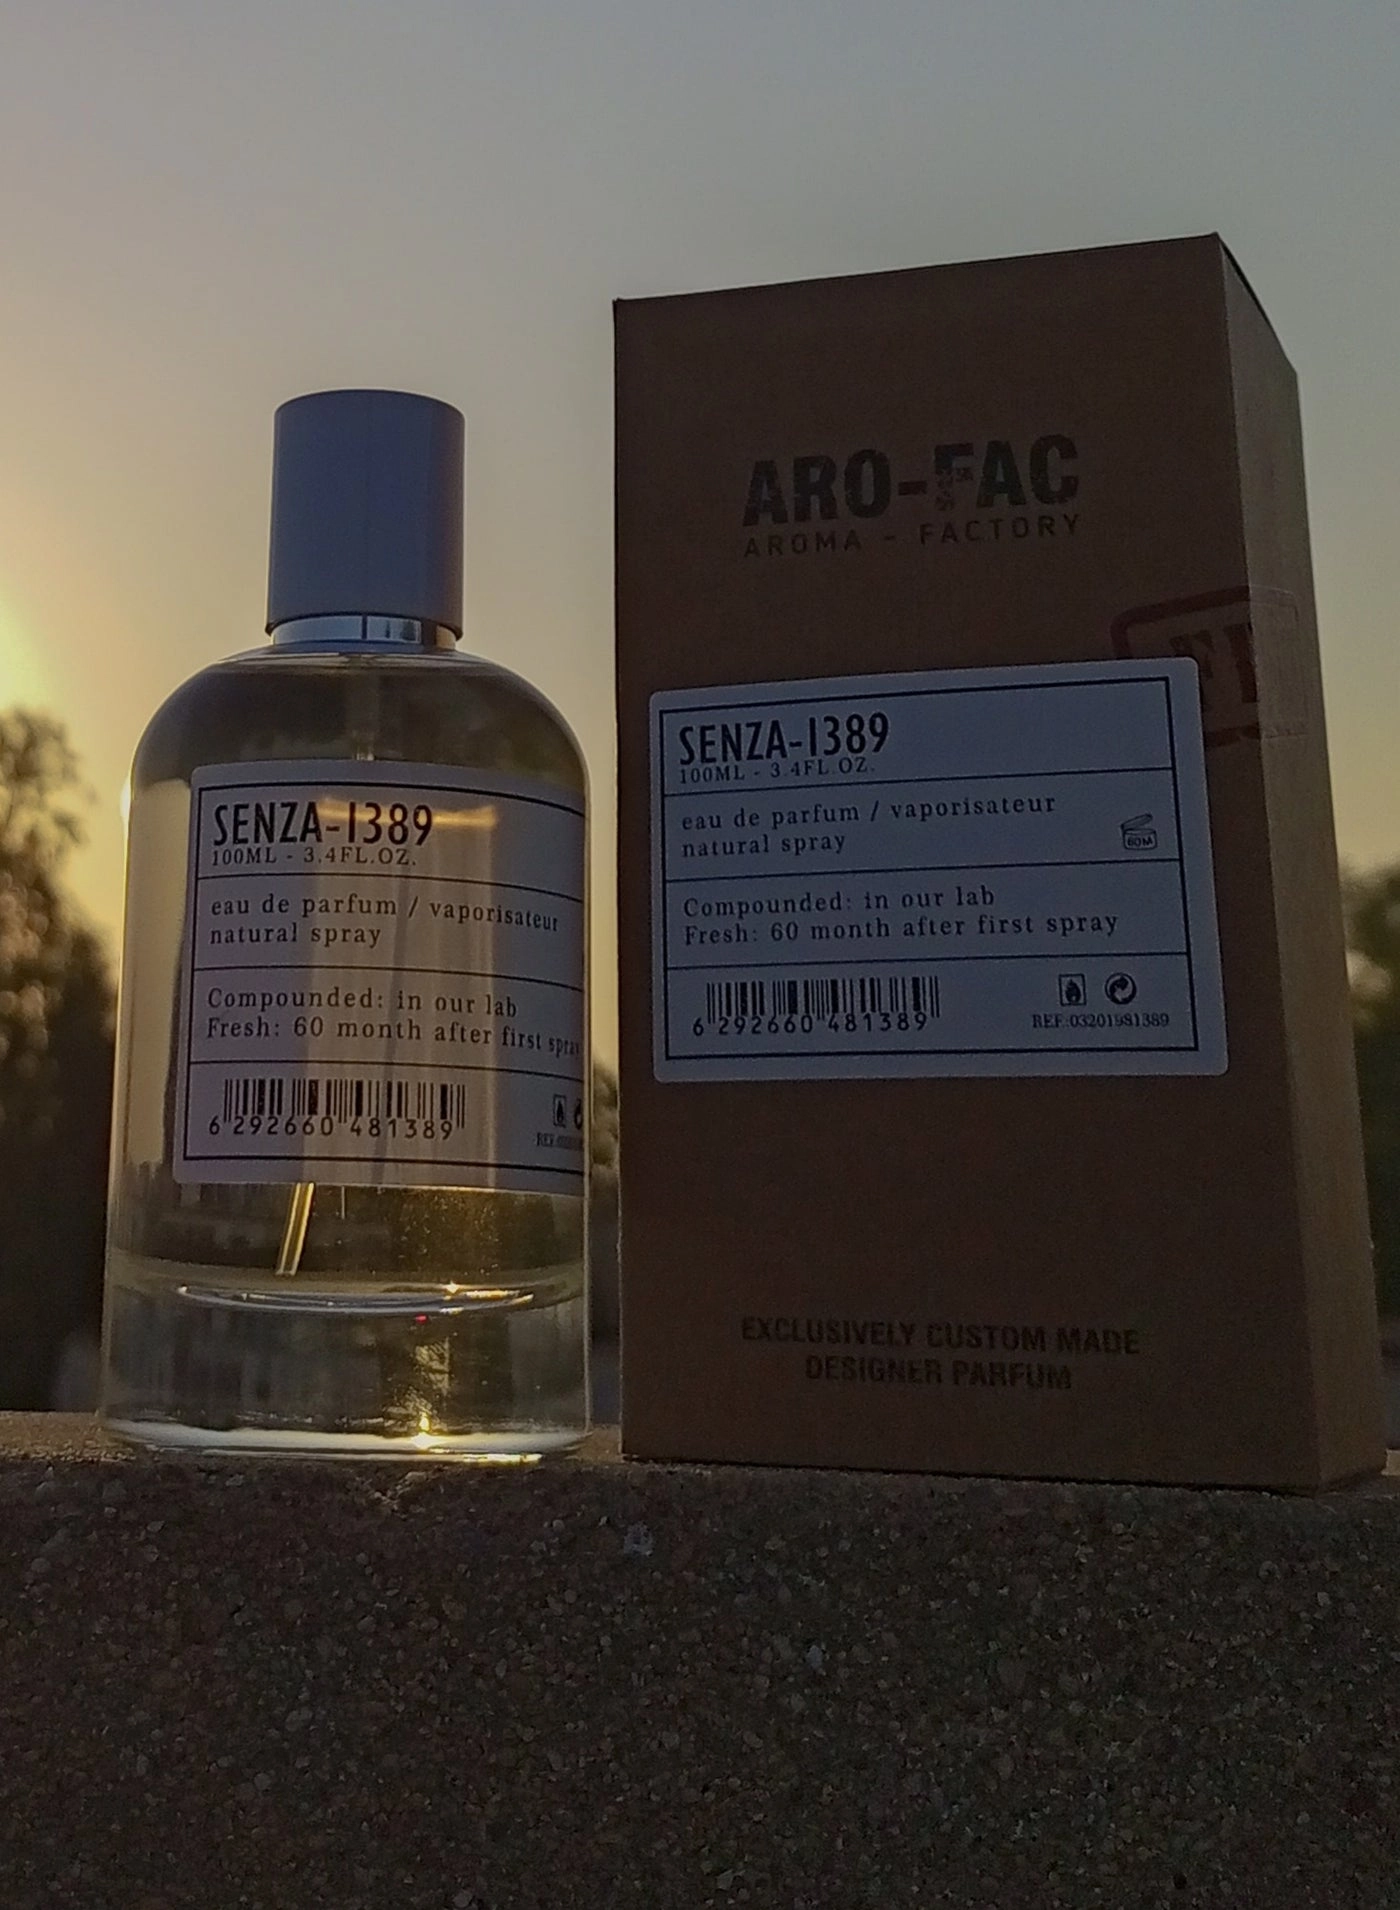 SENZA-1389
100ML - 3.4FL.OZ.
eau de parfum / vaporisateur
natural spray
Compounded: in our lab
Fresh: 60 month after first spray
6 292660 481389
ARO-FAC
AROMA - FACTORY
SENZA-1389
100ML - 3.4FL.OZ.
eau de parfum / vaporisateur
natural spray
60M
Compounded: in our lab
Fresh: 60 month after first spray
6 292660 481389
REF:03201981389
EXCLUSIVELY CUSTOM MADE
DESIGNER PARFUM